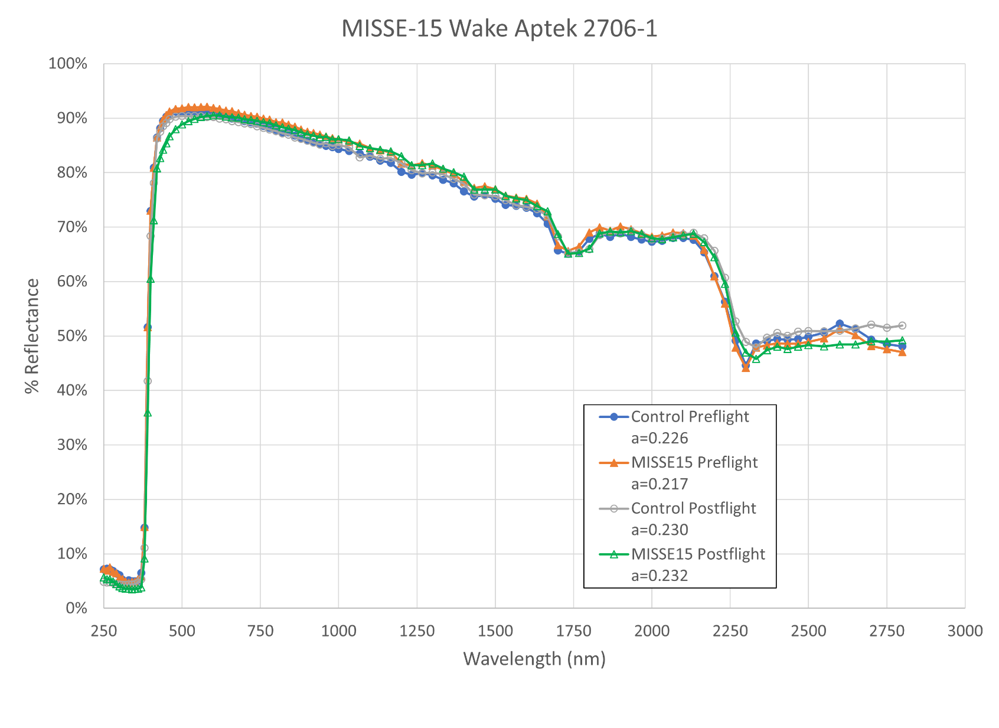 MISSE-15 Wake Aptek 2706-1
100%
90%
80%
70%
60%
50%
40%
30%
20%
10%
0%
% Reflectance
250 500 750 1000 1250 1500 1750 2000 2250 2500 2750 3000
Wavelength (nm)
Control Preflight
a=0.226
MISSE15 Preflight
a=0.217
Control Postflight
a=0.230
MISSE15 Postflight
a=0.232